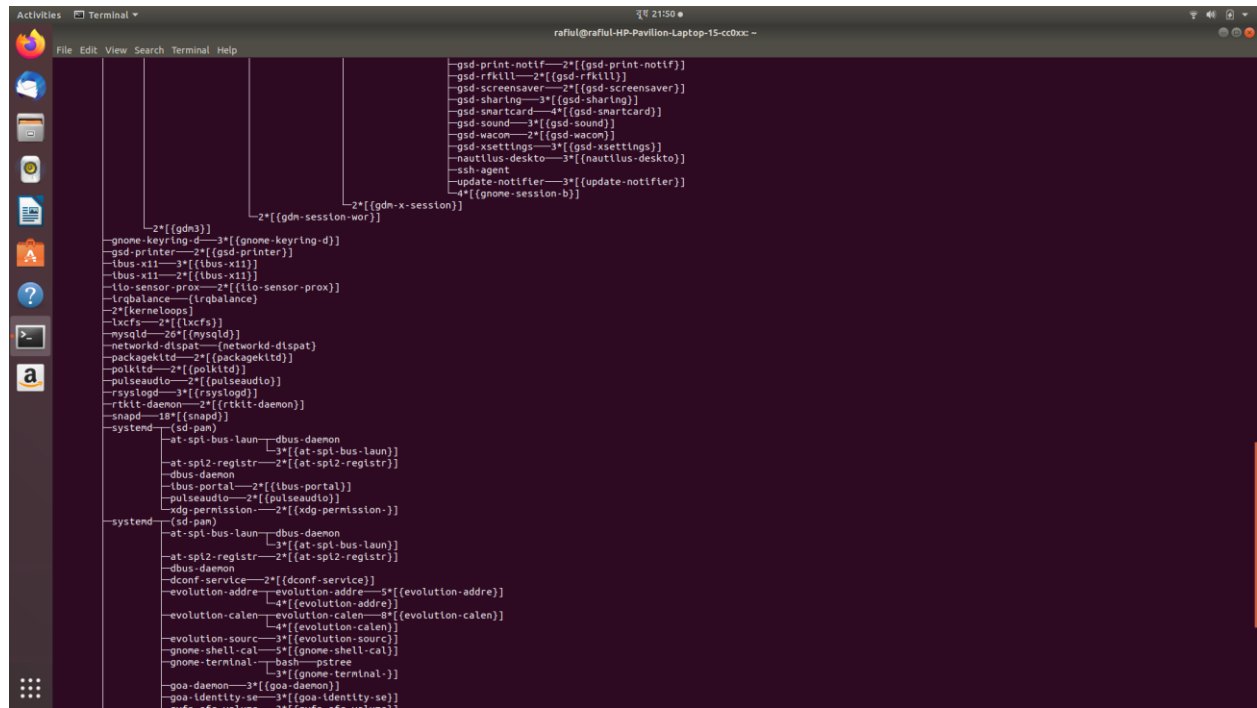 Activities Terminal ▾ বুধ 21:50 ●
rafiul@rafiul-HP-Pavilion-Laptop-15-cc0xx: ~
File Edit View Search Terminal Help
├─gsd-print-notif───2*[{gsd-print-notif}]
├─gsd-rfkill───2*[{gsd-rfkill}]
├─gsd-screensaver───2*[{gsd-screensaver}]
├─gsd-sharing───3*[{gsd-sharing}]
├─gsd-smartcard───4*[{gsd-smartcard}]
├─gsd-sound───3*[{gsd-sound}]
├─gsd-wacom───2*[{gsd-wacom}]
├─gsd-xsettings───3*[{gsd-xsettings}]
├─nautilus-deskto───3*[{nautilus-deskto}]
├─ssh-agent
├─update-notifier───3*[{update-notifier}]
└─4*[{gnome-session-b}]
└─2*[{gdm-x-session}]
└─2*[{gdm-session-wor}]
└─2*[{gdm3}]
├─gnome-keyring-d───3*[{gnome-keyring-d}]
├─gsd-printer───2*[{gsd-printer}]
├─ibus-x11───3*[{ibus-x11}]
├─ibus-x11───2*[{ibus-x11}]
├─iio-sensor-prox───2*[{iio-sensor-prox}]
├─irqbalance───{irqbalance}
├─2*[kerneloops]
├─lxcfs───2*[{lxcfs}]
├─mysqld───26*[{mysqld}]
├─networkd-dispat───{networkd-dispat}
├─packagekitd───2*[{packagekitd}]
├─polkitd───2*[{polkitd}]
├─pulseaudio───2*[{pulseaudio}]
├─rsyslogd───3*[{rsyslogd}]
├─rtkit-daemon───2*[{rtkit-daemon}]
├─snapd───18*[{snapd}]
├─systemd─┬─(sd-pam)
├─at-spi-bus-laun─┬─dbus-daemon
└─3*[{at-spi-bus-laun}]
├─at-spi2-registr───2*[{at-spi2-registr}]
├─dbus-daemon
├─ibus-portal───2*[{ibus-portal}]
├─pulseaudio───2*[{pulseaudio}]
└─xdg-permission-───2*[{xdg-permission-}]
├─systemd─┬─(sd-pam)
├─at-spi-bus-laun─┬─dbus-daemon
└─3*[{at-spi-bus-laun}]
├─at-spi2-registr───2*[{at-spi2-registr}]
├─dbus-daemon
├─dconf-service───2*[{dconf-service}]
├─evolution-addre─┬─evolution-addre───5*[{evolution-addre}]
└─4*[{evolution-addre}]
├─evolution-calen─┬─evolution-calen───8*[{evolution-calen}]
└─4*[{evolution-calen}]
├─evolution-sourc───3*[{evolution-sourc}]
├─gnome-shell-cal───5*[{gnome-shell-cal}]
├─gnome-terminal-─┬─bash───pstree
└─3*[{gnome-terminal-}]
├─goa-daemon───3*[{goa-daemon}]
├─goa-identity-se───3*[{goa-identity-se}]